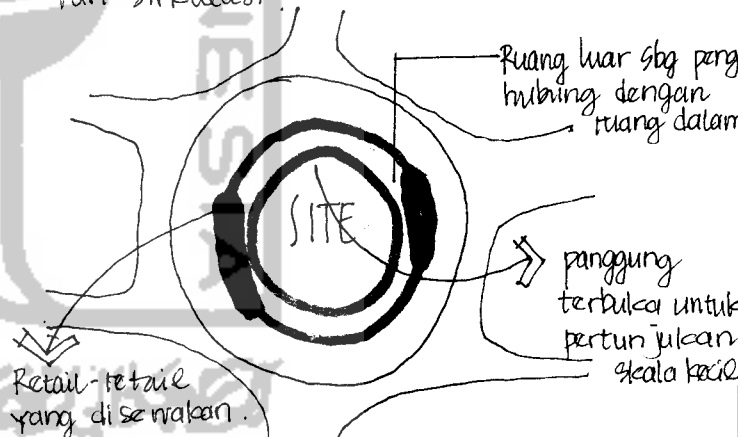 Ruang luar sbg peng
hubung dengan
ruang dalam
SITE
panggung
terbuka untuk
pertunjukan
skala kecil
Retail-retail
yang disewakan.